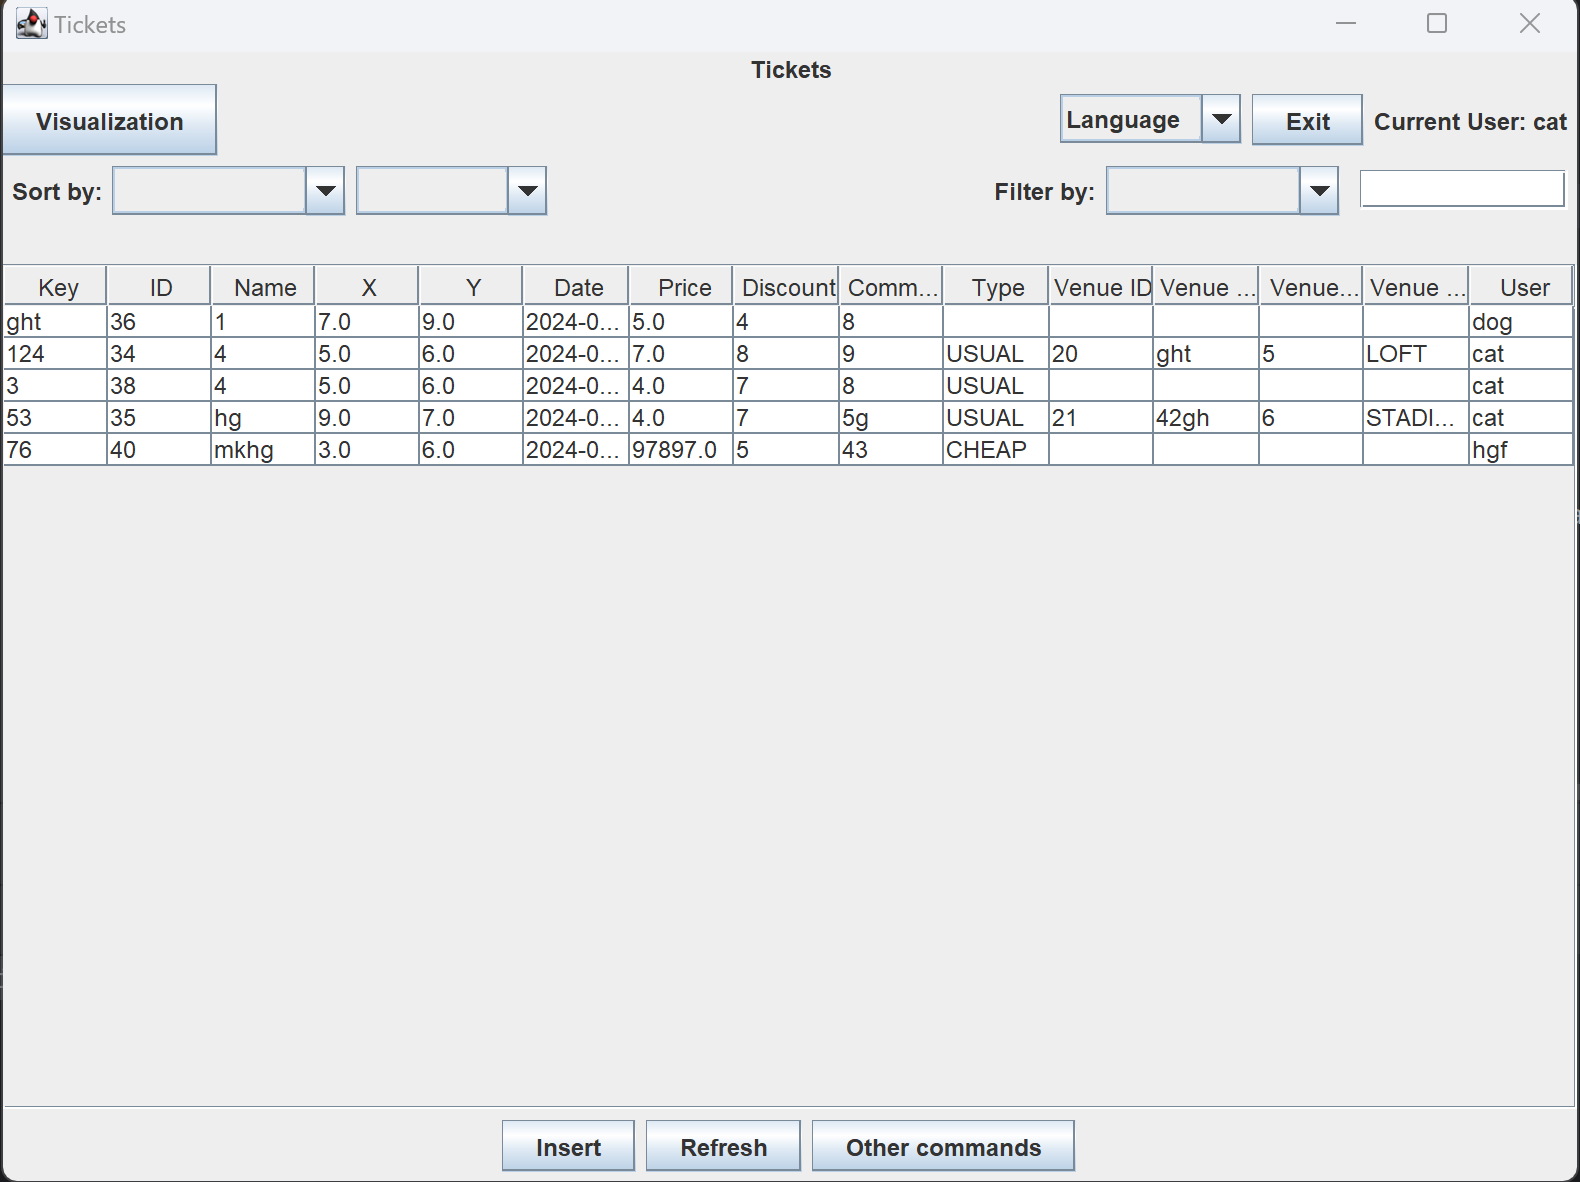 Tickets
Tickets
Visualization Language Exit Current User: cat
Sort by: Filter by:
Key ID Name X Y Date Price Discount Comm... Type Venue ID Venue ... Venue... Venue ... User
ght 36 1 7.0 9.0 2024-0... 5.0 4 8 dog
124 34 4 5.0 6.0 2024-0... 7.0 8 9 USUAL 20 ght 5 LOFT cat
3 38 4 5.0 6.0 2024-0... 4.0 7 8 USUAL cat
53 35 hg 9.0 7.0 2024-0... 4.0 7 5g USUAL 21 42gh 6 STADI... cat
76 40 mkhg 3.0 6.0 2024-0... 97897.0 5 43 CHEAP hgf
Insert Refresh Other commands